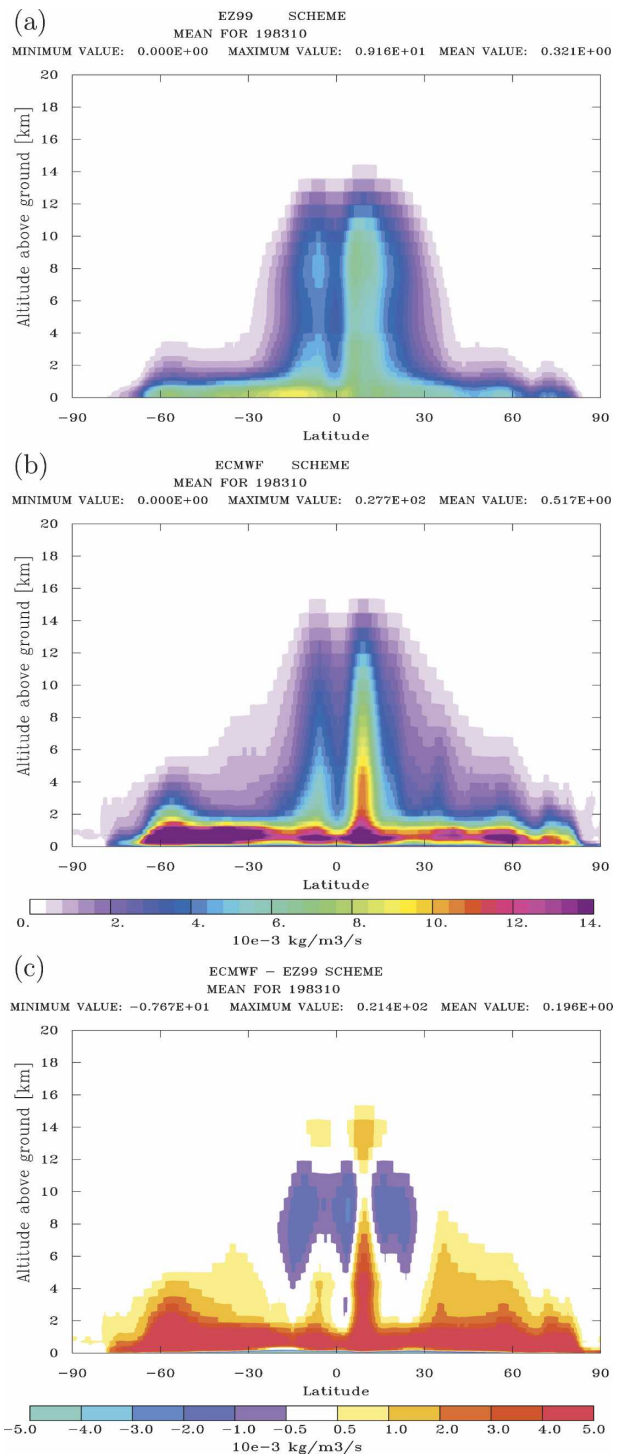 (a)
EZ99 SCHEME
MEAN FOR 198310
MINIMUM VALUE: 0.000E+00 MAXIMUM VALUE: 0.916E+01 MEAN VALUE: 0.321E+00
Altitude above ground [km]
20
18
16
14
12
10
8
6
4
2
0
−90 −60 −30 0 30 60 90
Latitude
(b)
ECMWF SCHEME
MEAN FOR 198310
MINIMUM VALUE: 0.000E+00 MAXIMUM VALUE: 0.277E+02 MEAN VALUE: 0.517E+00
Altitude above ground [km]
20
18
16
14
12
10
8
6
4
2
0
−90 −60 −30 0 30 60 90
Latitude
0. 2. 4. 6. 8. 10. 12. 14.
10e−3 kg/m3/s
(c)
ECMWF − EZ99 SCHEME
MEAN FOR 198310
MINIMUM VALUE: −0.767E+01 MAXIMUM VALUE: 0.214E+02 MEAN VALUE: 0.196E+00
Altitude above ground [km]
20
18
16
14
12
10
8
6
4
2
0
−90 −60 −30 0 30 60 90
Latitude
−5.0 −4.0 −3.0 −2.0 −1.0 −0.5 0.5 1.0 2.0 3.0 4.0 5.0
10e−3 kg/m3/s